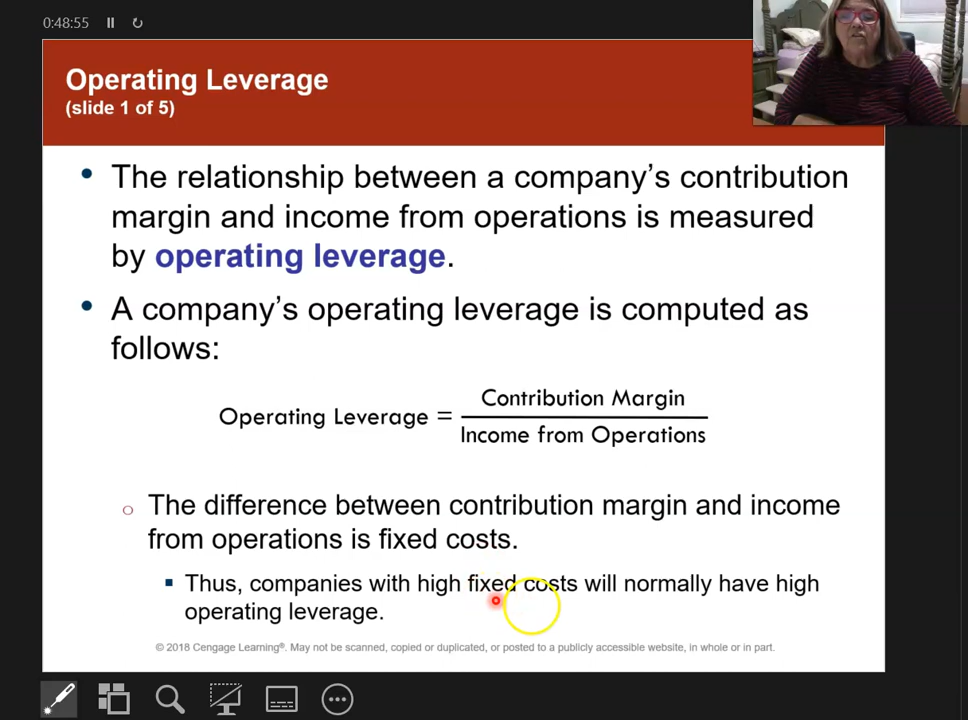 0:48:55
Operating Leverage
(slide 1 of 5)
• The relationship between a company’s contribution
margin and income from operations is measured
by operating leverage.
• A company’s operating leverage is computed as
follows:
Operating Leverage = Contribution Margin
Income from Operations
○ The difference between contribution margin and income
from operations is fixed costs.
▪ Thus, companies with high fixed costs will normally have high
operating leverage.
© 2018 Cengage Learning®. May not be scanned, copied or duplicated, or posted to a publicly accessible website, in whole or in part.